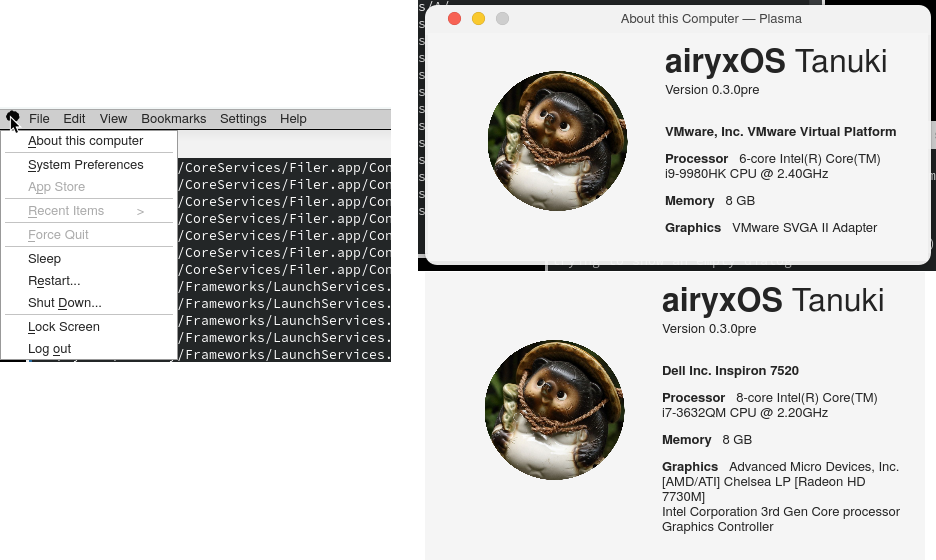 File Edit View Bookmarks Settings Help
About this computer
System Preferences
App Store
Recent Items >
Force Quit
Sleep
Restart...
Shut Down...
Lock Screen
Log out
/CoreServices/Filer.app/Con
/CoreServices/Filer.app/Con
/CoreServices/Filer.app/Con
/CoreServices/Filer.app/Con
/CoreServices/Filer.app/Con
/CoreServices/Filer.app/Con
/CoreServices/Filer.app/Con
/Frameworks/LaunchServices.
/Frameworks/LaunchServices.
/Frameworks/LaunchServices.
/Frameworks/LaunchServices.
/Frameworks/LaunchServices.
About this Computer — Plasma
airyxOS Tanuki
Version 0.3.0pre
VMware, Inc. VMware Virtual Platform
Processor 6-core Intel(R) Core(TM)
i9-9980HK CPU @ 2.40GHz
Memory 8 GB
Graphics VMware SVGA II Adapter
airyxOS Tanuki
Version 0.3.0pre
Dell Inc. Inspiron 7520
Processor 8-core Intel(R) Core(TM)
i7-3632QM CPU @ 2.20GHz
Memory 8 GB
Graphics Advanced Micro Devices, Inc.
[AMD/ATI] Chelsea LP [Radeon HD
7730M]
Intel Corporation 3rd Gen Core processor
Graphics Controller